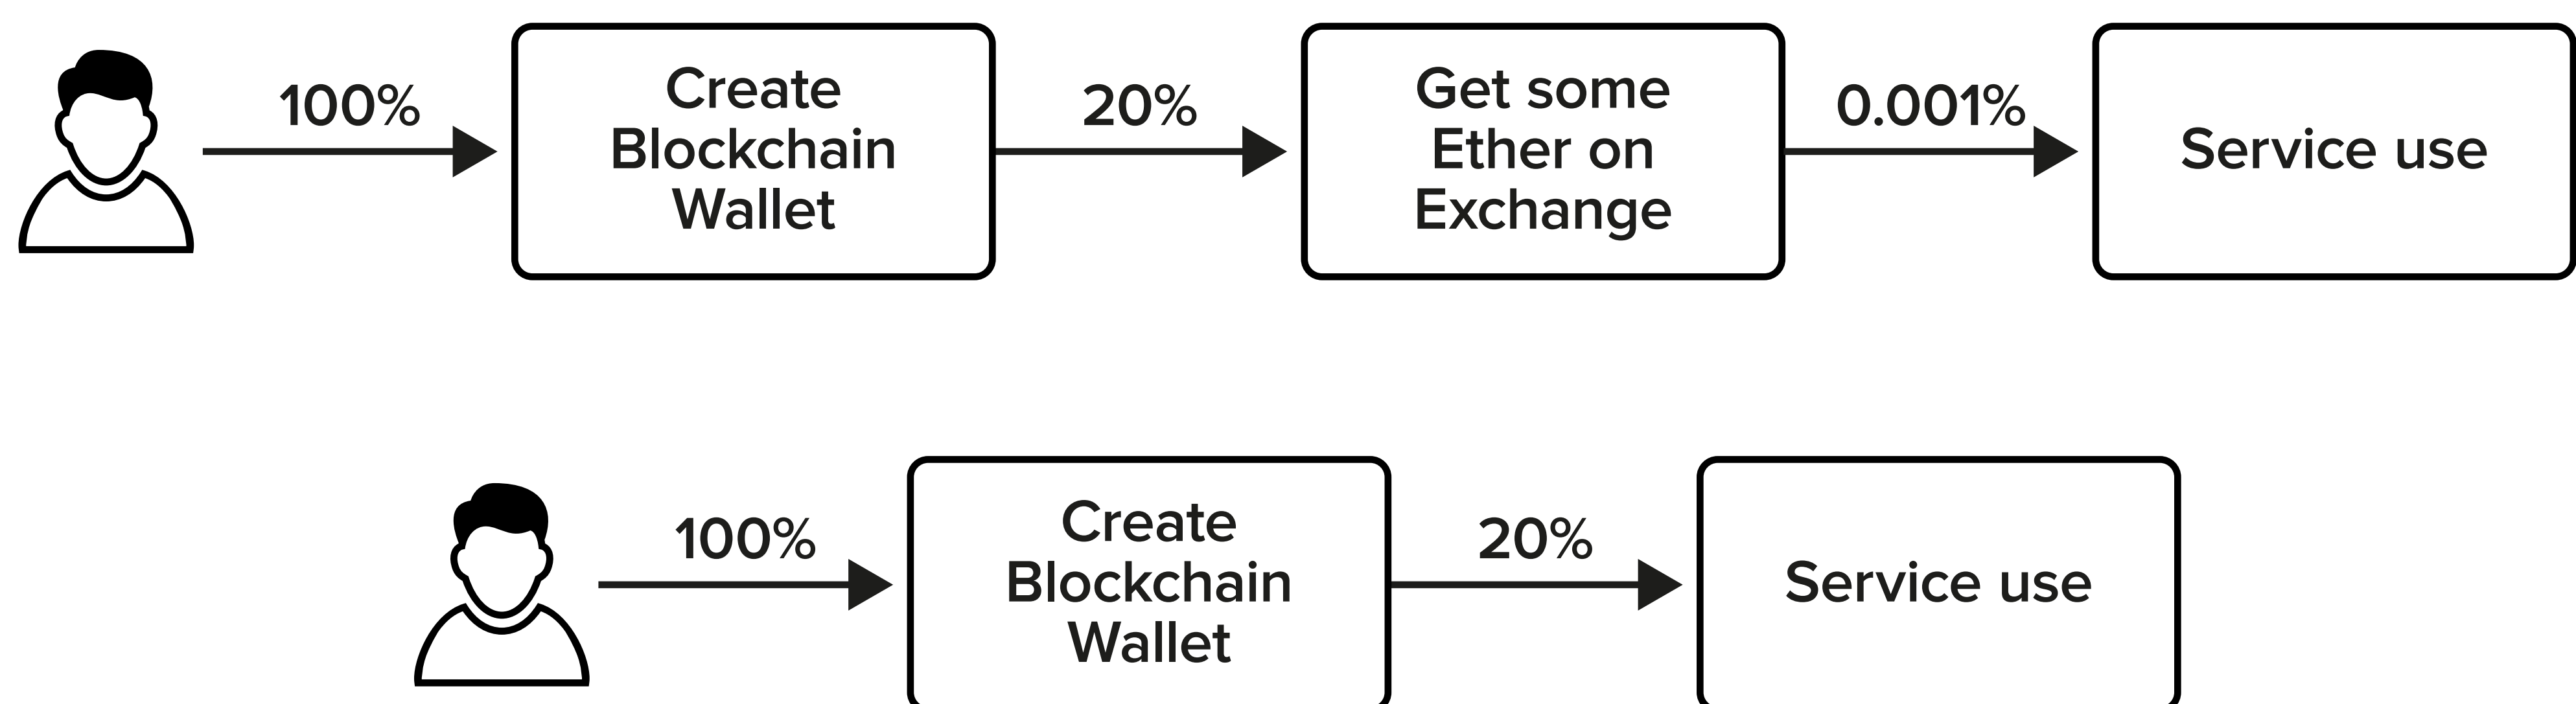 100%
Create
Blockchain
Wallet
20%
Get some
Ether on
Exchange
0.001%
Service use
100%
Create
Blockchain
Wallet
20%
Service use